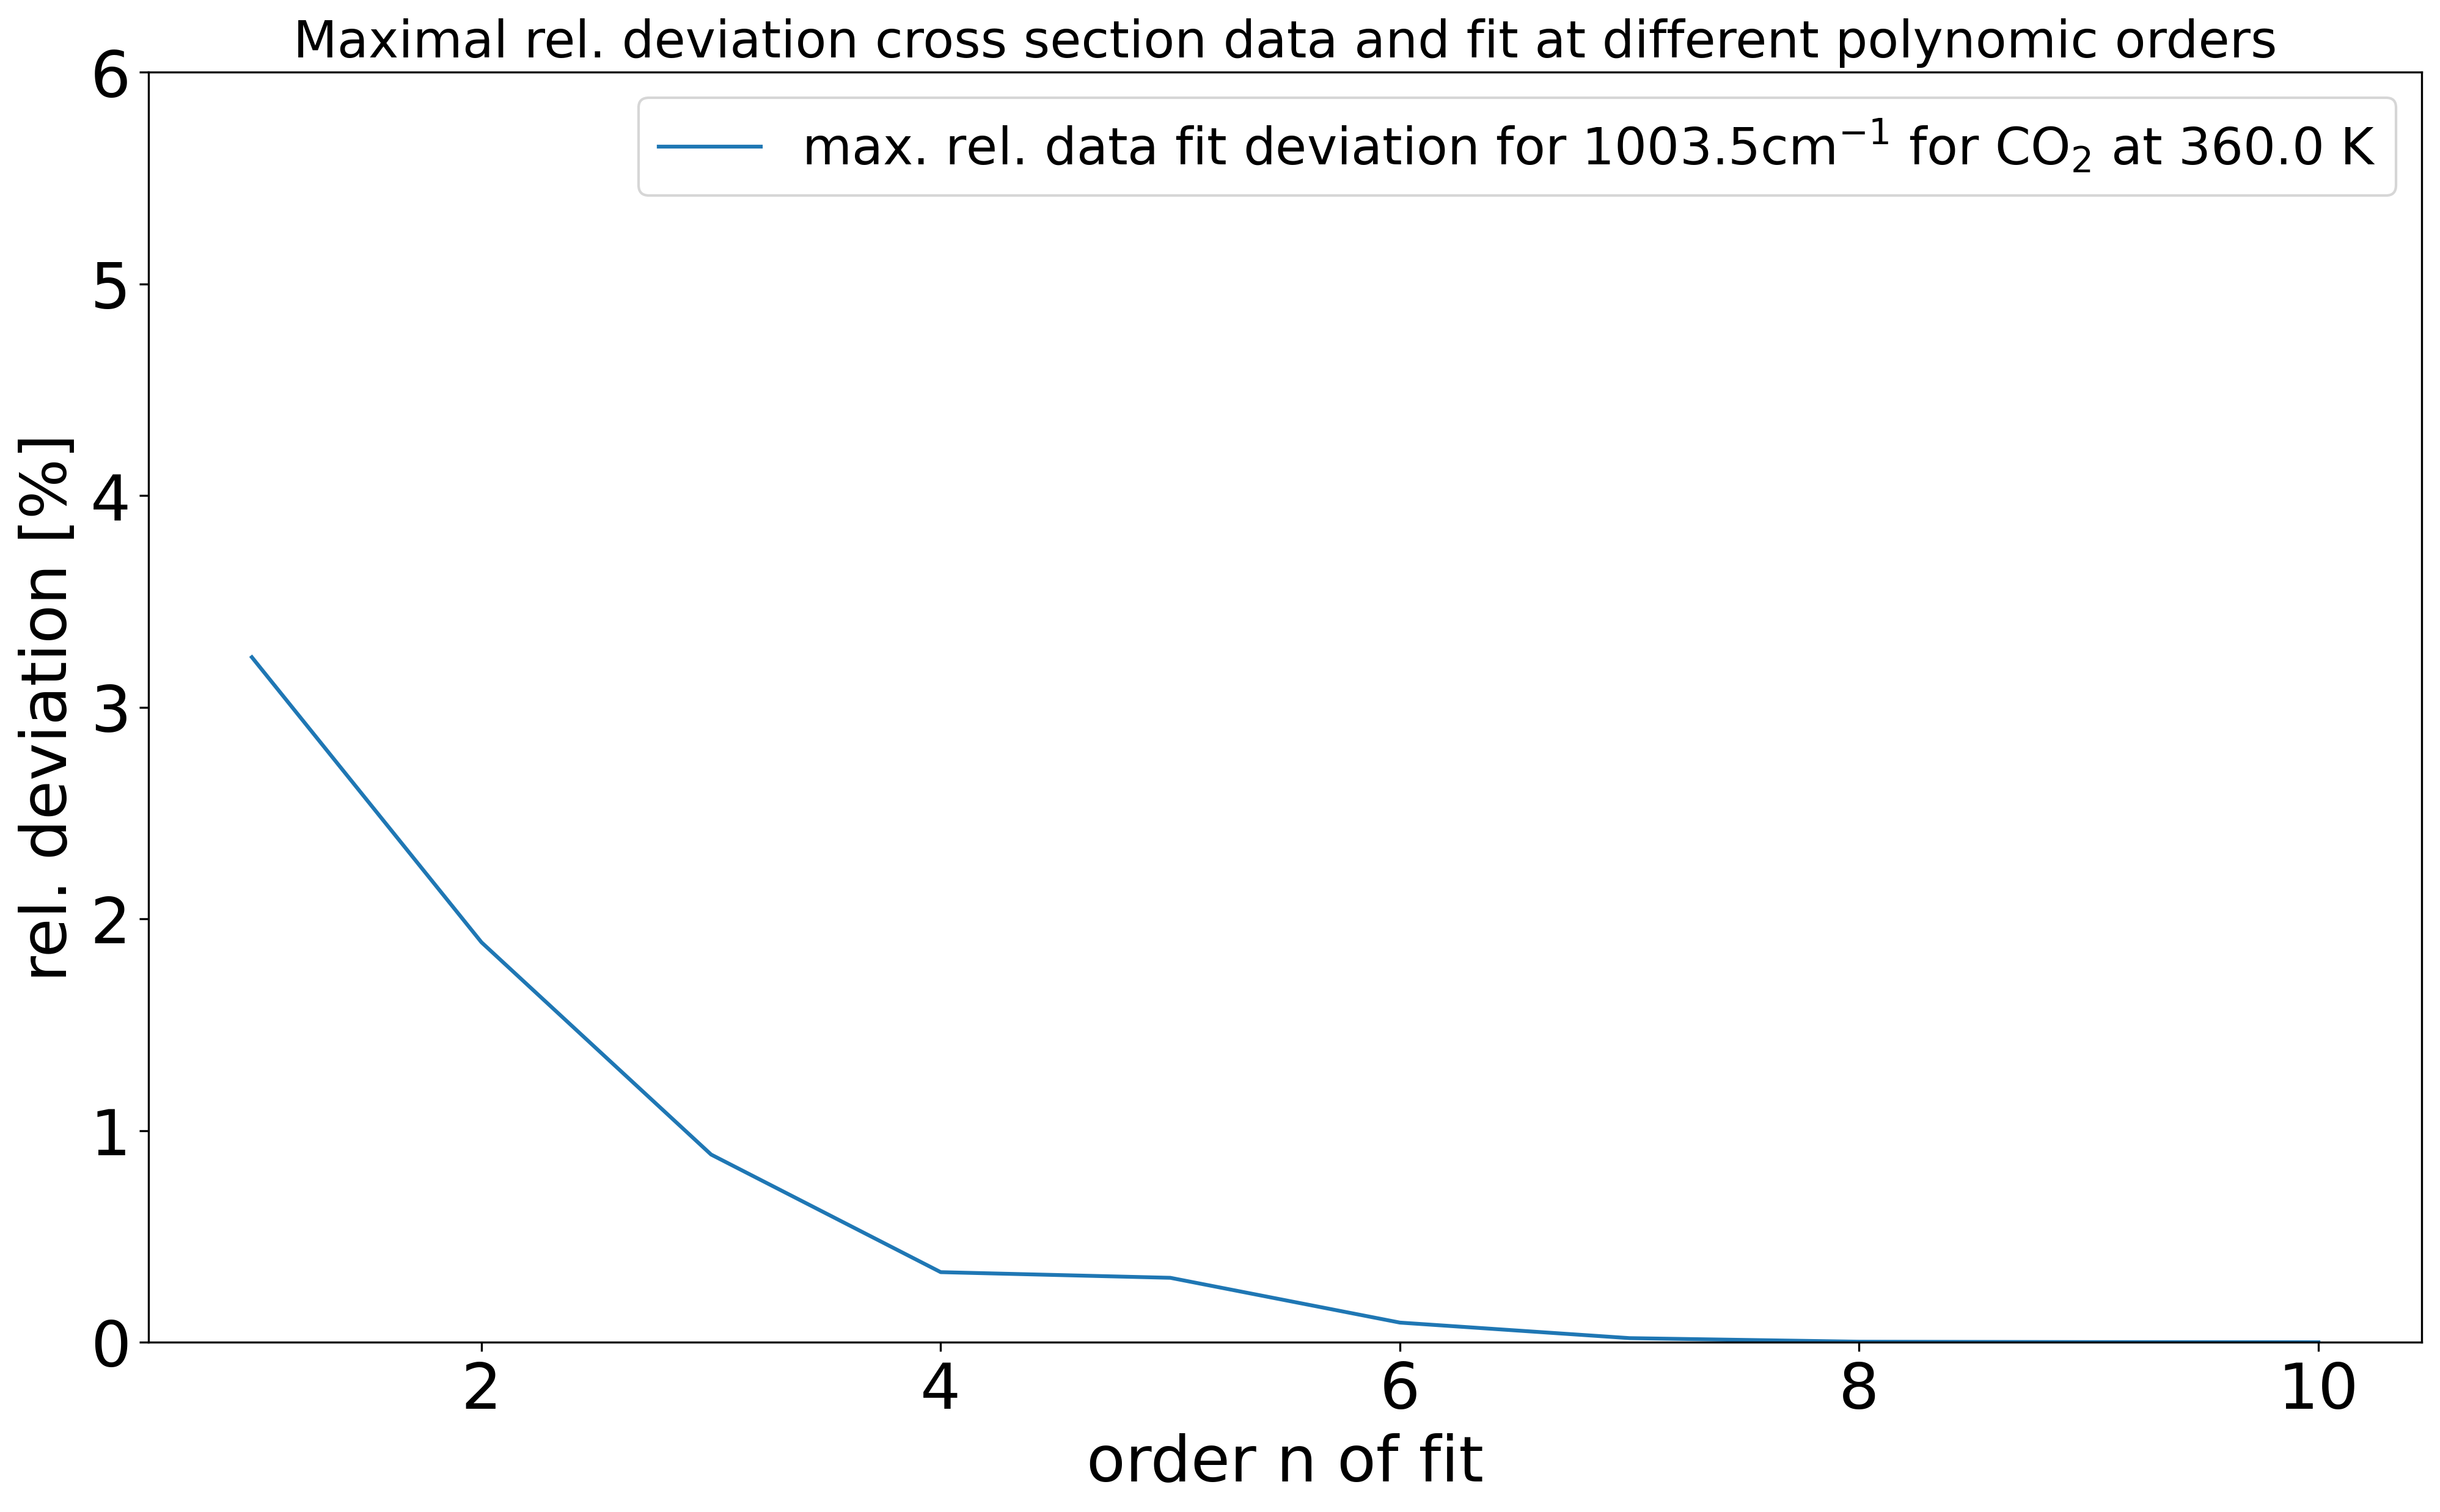 Maximal rel. deviation cross section data and fit at different polynomic orders
max. rel. data fit deviation for 1003.5cm⁻¹ for CO₂ at 360.0 K
rel. deviation [%]
6
5
4
3
2
1
0
2 4 6 8 10
order n of fit